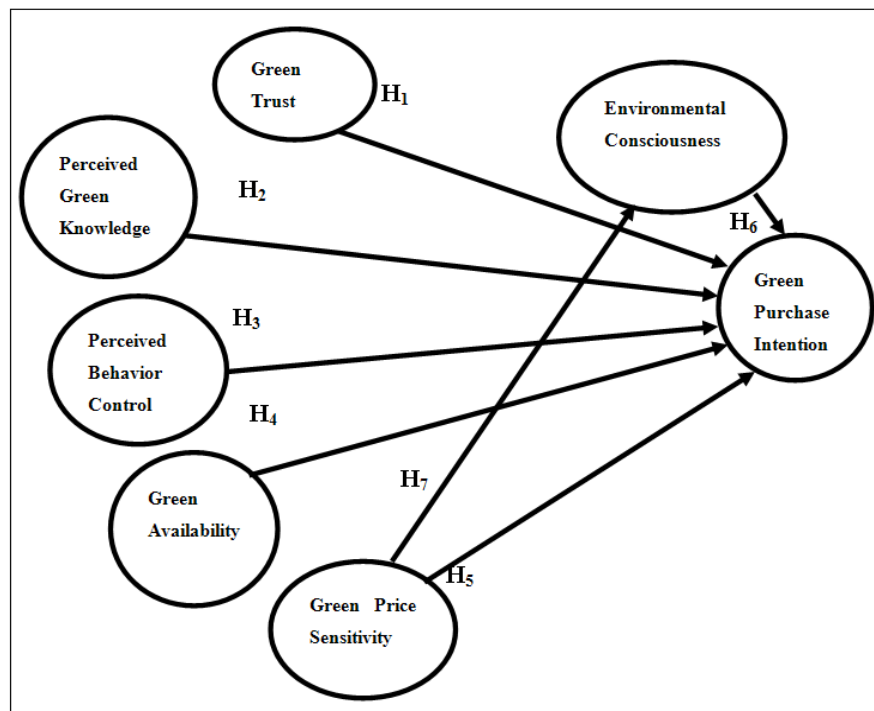 Green
Trust
H1
Environmental
Consciousness
Perceived
Green
Knowledge
H2
H6
Green
Purchase
Intention
Perceived
Behavior
Control
H3
H4
Green
Availability
H7
H5
Green Price
Sensitivity